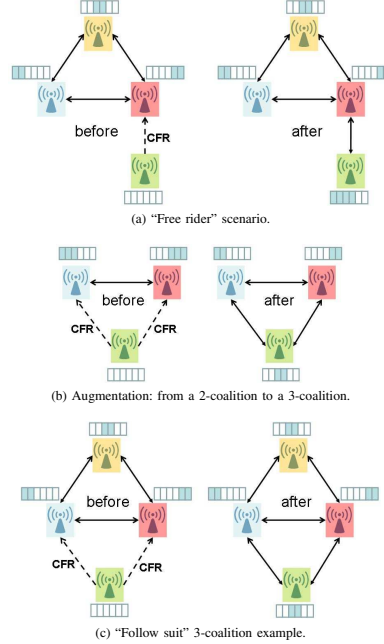 before
after
CFR
(a) “Free rider” scenario.
before
after
CFR
CFR
(b) Augmentation: from a 2-coalition to a 3-coalition.
before
after
CFR
CFR
(c) “Follow suit” 3-coalition example.